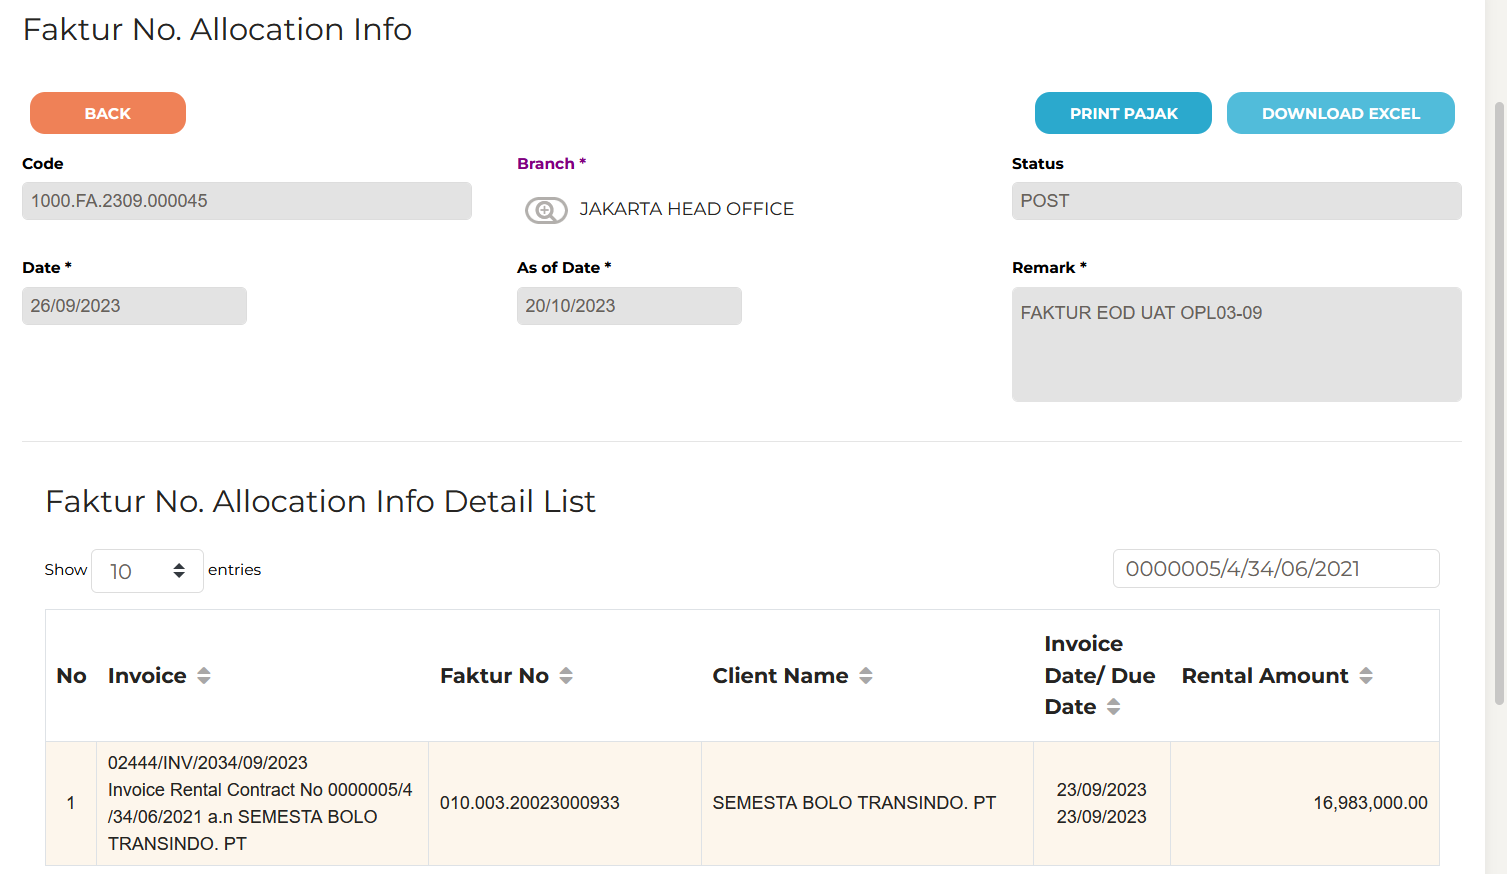 Faktur No. Allocation Info
BACK
PRINT PAJAK
DOWNLOAD EXCEL
Code
Branch *
Status
1000.FA.2309.000045
JAKARTA HEAD OFFICE
POST
Date *
As of Date *
Remark *
26/09/2023
20/10/2023
FAKTUR EOD UAT OPL03-09
Faktur No. Allocation Info Detail List
Show 10 entries
0000005/4/34/06/2021
No
Invoice
Faktur No
Client Name
Invoice
Date/ Due
Date
Rental Amount
1
02444/INV/2034/09/2023
Invoice Rental Contract No 0000005/4
/34/06/2021 a.n SEMESTA BOLO
TRANSINDO. PT
010.003.20023000933
SEMESTA BOLO TRANSINDO. PT
23/09/2023
23/09/2023
16,983,000.00